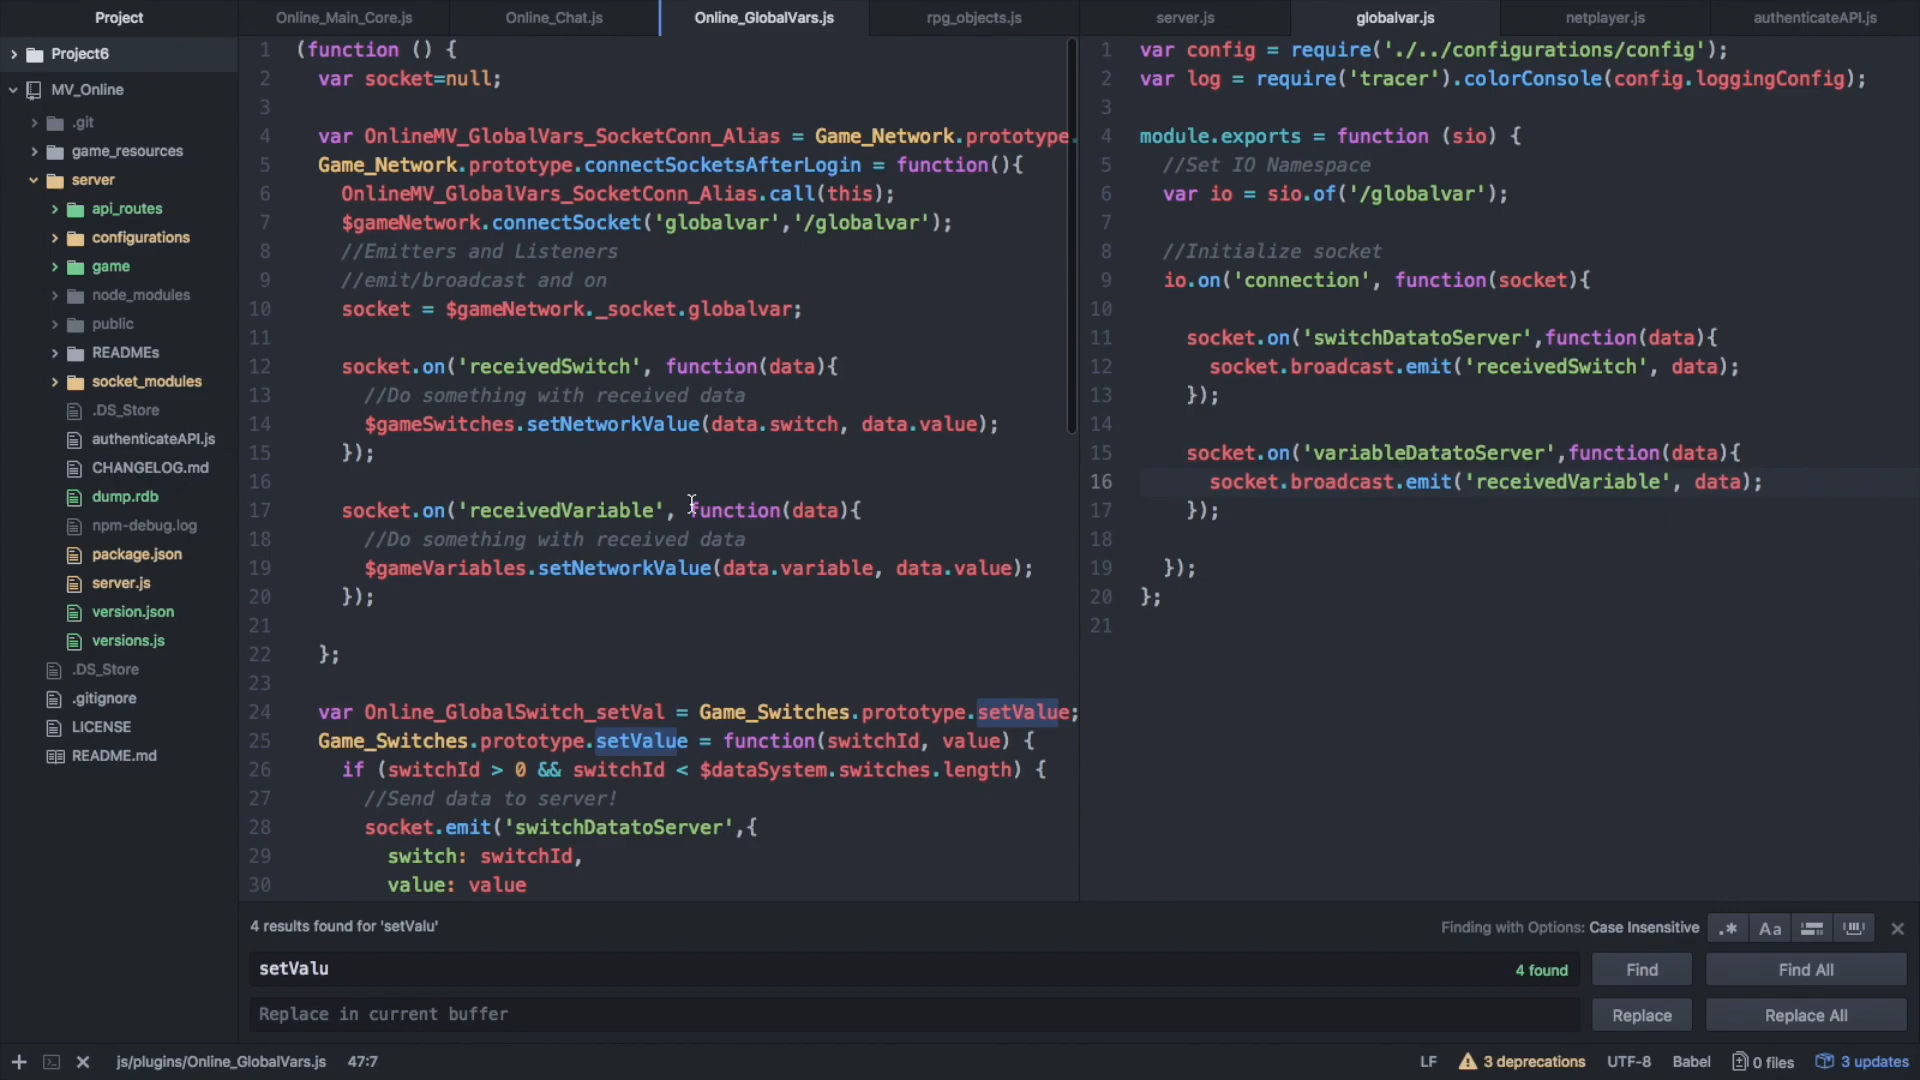 Project
Online_Main_Core.js
Online_Chat.js
Online_GlobalVars.js
rpg_objects.js
server.js
globalvar.js
netplayer.js
authenticateAPI.js
Project6
MV_Online
.git
game_resources
server
api_routes
configurations
game
node_modules
public
READMEs
socket_modules
.DS_Store
authenticateAPI.js
CHANGELOG.md
dump.rdb
npm-debug.log
package.json
server.js
version.json
versions.js
.DS_Store
.gitignore
LICENSE
README.md
1 (function () {
2 var socket=null;
3
4 var OnlineMV_GlobalVars_SocketConn_Alias = Game_Network.prototype.
5 Game_Network.prototype.connectSocketsAfterLogin = function(){
6 OnlineMV_GlobalVars_SocketConn_Alias.call(this);
7 $gameNetwork.connectSocket('globalvar','/globalvar');
8 //Emitters and Listeners
9 //emit/broadcast and on
10 socket = $gameNetwork._socket.globalvar;
11
12 socket.on('receivedSwitch', function(data){
13 //Do something with received data
14 $gameSwitches.setNetworkValue(data.switch, data.value);
15 });
16
17 socket.on('receivedVariable', function(data){
18 //Do something with received data
19 $gameVariables.setNetworkValue(data.variable, data.value);
20 });
21
22 };
23
24 var Online_GlobalSwitch_setVal = Game_Switches.prototype.setValue;
25 Game_Switches.prototype.setValue = function(switchId, value) {
26 if (switchId > 0 && switchId < $dataSystem.switches.length) {
27 //Send data to server!
28 socket.emit('switchDatatoServer',{
29 switch: switchId,
30 value: value
1 var config = require('./../configurations/config');
2 var log = require('tracer').colorConsole(config.loggingConfig);
3
4 module.exports = function (sio) {
5 //Set IO Namespace
6 var io = sio.of('/globalvar');
7
8 //Initialize socket
9 io.on('connection', function(socket){
10
11 socket.on('switchDatatoServer',function(data){
12 socket.broadcast.emit('receivedSwitch', data);
13 });
14
15 socket.on('variableDatatoServer',function(data){
16 socket.broadcast.emit('receivedVariable', data);
17 });
18
19 });
20 };
21
4 results found for 'setValu'
Finding with Options: Case Insensitive
.* Aa
setValu
4 found
Find
Find All
Replace in current buffer
Replace
Replace All
js/plugins/Online_GlobalVars.js
47:7
LF
3 deprecations
UTF-8
Babel
0 files
3 updates